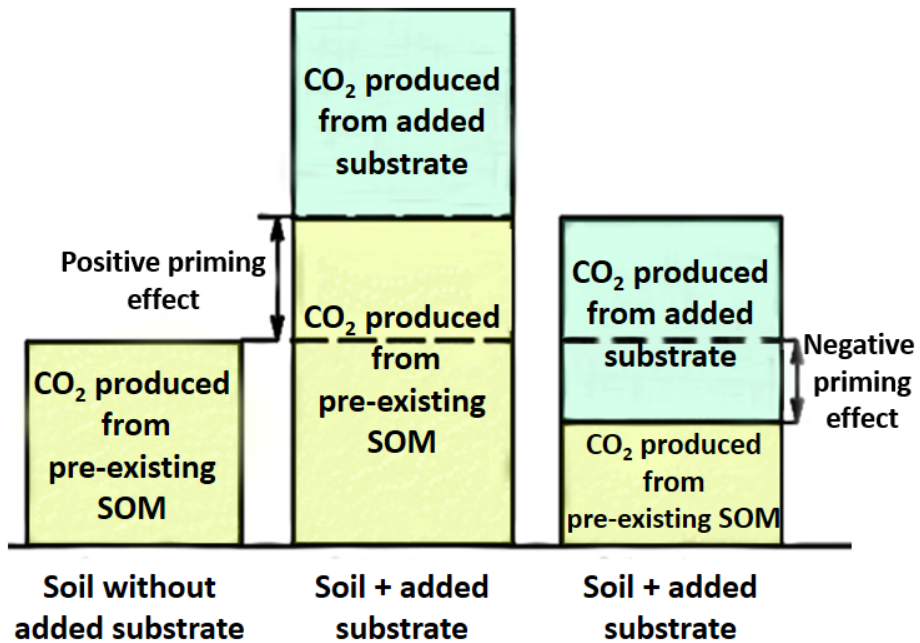 CO₂ produced
from added
substrate
Positive priming
effect
CO₂ produced
from
pre-existing
SOM
CO₂ produced
from
pre-existing
SOM
CO₂ produced
from added
substrate
Negative
priming
effect
CO₂ produced
from
pre-existing SOM
Soil without
added substrate
Soil + added
substrate
Soil + added
substrate